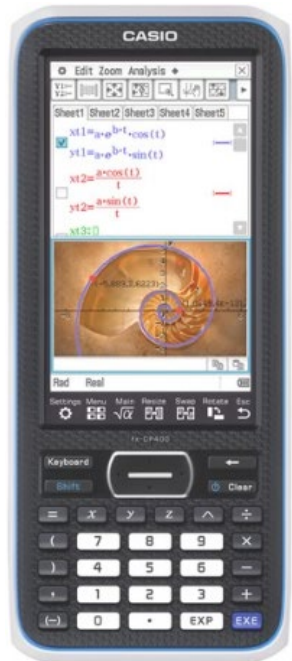 CASIO
Edit Zoom Analysis
Sheet1 Sheet2 Sheet3 Sheet4 Sheet5
xt1=a·e^b·t·cos(t)
yt1=a·e^b·t·sin(t)
xt2=a·cos(t)/t
yt2=a·sin(t)/t
xt3:
Rad Real
Settings Menu Main Resize Swap Rotate Esc
√α
fx-CP400
Keyboard ←
Shift Clear
= x y z ^ ÷
( 7 8 9 ×
) 4 5 6 −
, 1 2 3 +
(−) 0 · EXP EXE